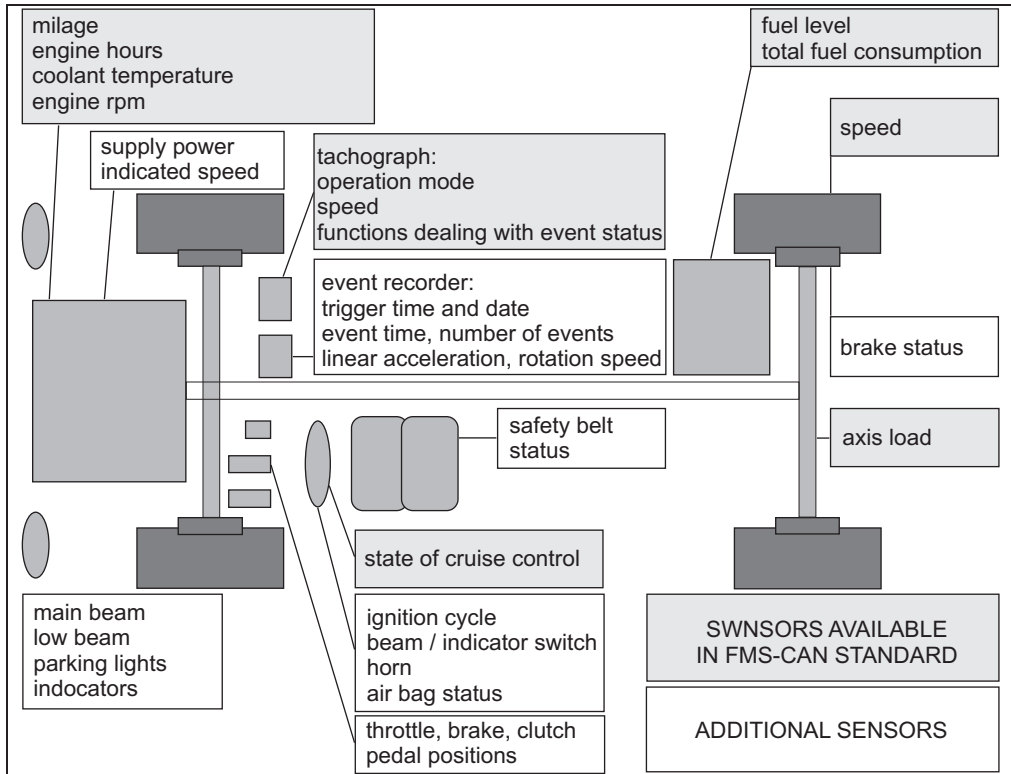 milage
engine hours
coolant temperature
engine rpm
fuel level
total fuel consumption
speed
supply power
indicated speed
tachograph:
operation mode
speed
functions dealing with event status
event recorder:
trigger time and date
event time, number of events
linear acceleration, rotation speed
brake status
safety belt
status
axis load
state of cruise control
main beam
low beam
parking lights
indocators
ignition cycle
beam / indicator switch
horn
air bag status
throttle, brake, clutch
pedal positions
SWNSORS AVAILABLE
IN FMS-CAN STANDARD
ADDITIONAL SENSORS